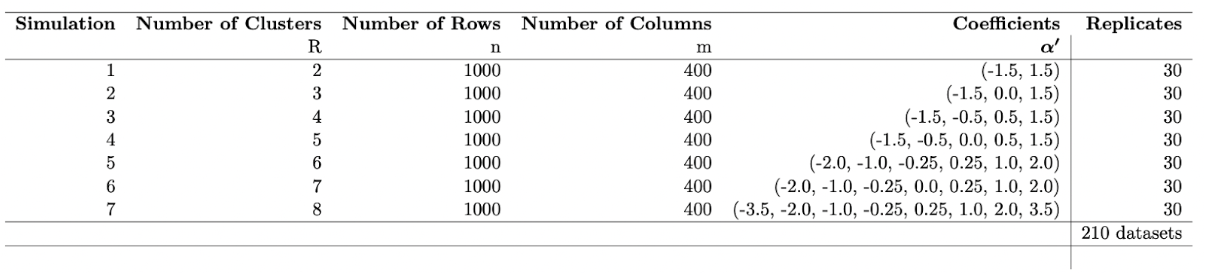 Simulation Number of Clusters Number of Rows Number of Columns Coefficients Replicates
R n m α′
1 2 1000 400 (-1.5, 1.5) 30
2 3 1000 400 (-1.5, 0.0, 1.5) 30
3 4 1000 400 (-1.5, -0.5, 0.5, 1.5) 30
4 5 1000 400 (-1.5, -0.5, 0.0, 0.5, 1.5) 30
5 6 1000 400 (-2.0, -1.0, -0.25, 0.25, 1.0, 2.0) 30
6 7 1000 400 (-2.0, -1.0, -0.25, 0.0, 0.25, 1.0, 2.0) 30
7 8 1000 400 (-3.5, -2.0, -1.0, -0.25, 0.25, 1.0, 2.0, 3.5) 30
210 datasets